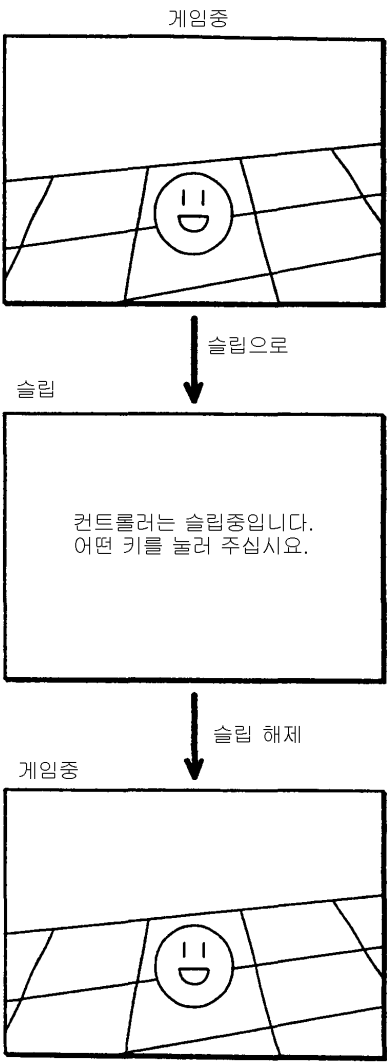 게임중
슬립으로
슬립
컨트롤러는 슬립중입니다.
어떤 키를 눌러 주십시요.
슬립 해제
게임중